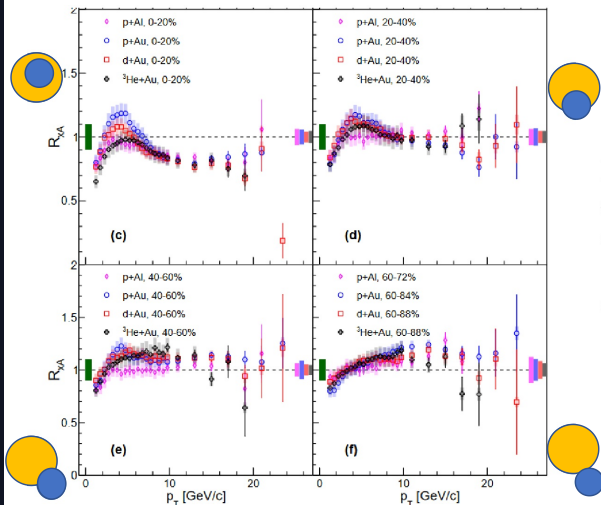 p+Al, 0-20%
p+Au, 0-20%
d+Au, 0-20%
³He+Au, 0-20%
p+Al, 20-40%
p+Au, 20-40%
d+Au, 20-40%
³He+Au, 20-40%
2
1.5
1
0.5
R_xA
(c)
(d)
p+Al, 40-60%
p+Au, 40-60%
d+Au, 40-60%
³He+Au, 40-60%
p+Al, 60-72%
p+Au, 60-84%
d+Au, 60-88%
³He+Au, 60-88%
2
1.5
1
0.5
0
R_xA
(e)
(f)
0 10 20
0 10 20
p_T [GeV/c]
p_T [GeV/c]